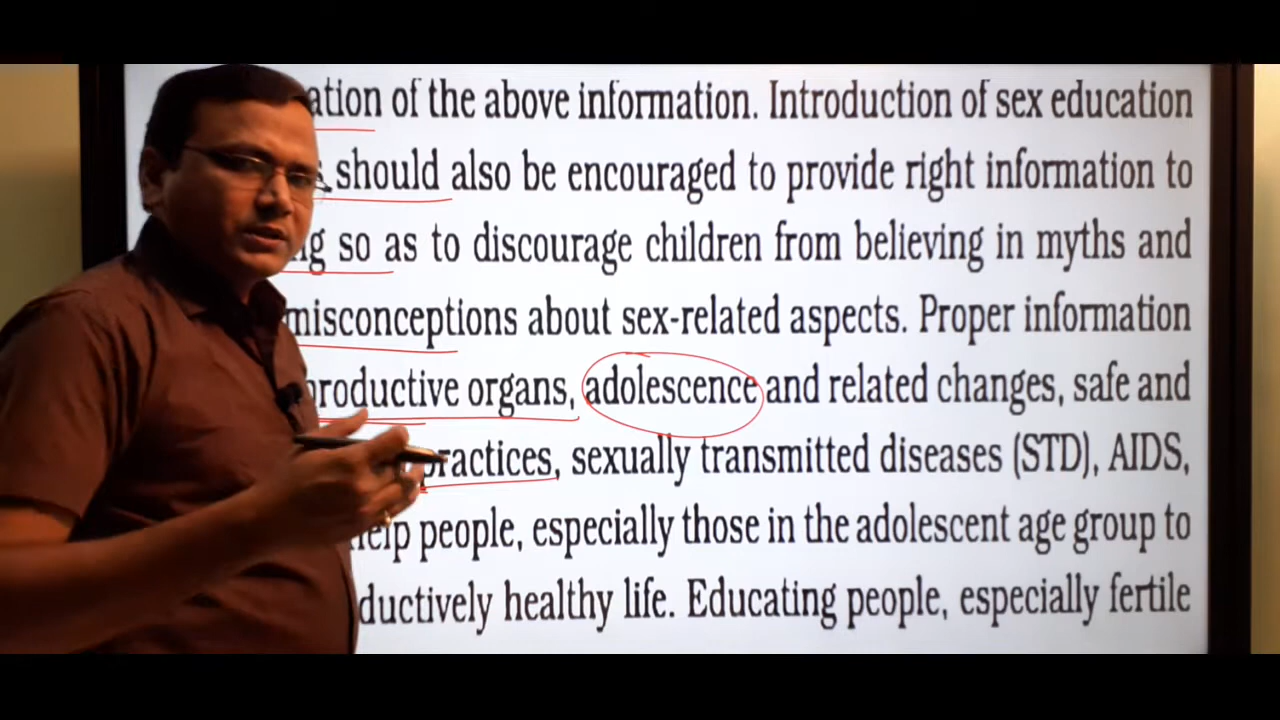 ation of the above information. Introduction of sex education
should also be encouraged to provide right information to
g so as to discourage children from believing in myths and
misconceptions about sex-related aspects. Proper information
productive organs, adolescence and related changes, safe and
practices, sexually transmitted diseases (STD), AIDS,
help people, especially those in the adolescent age group to
ductively healthy life. Educating people, especially fertile